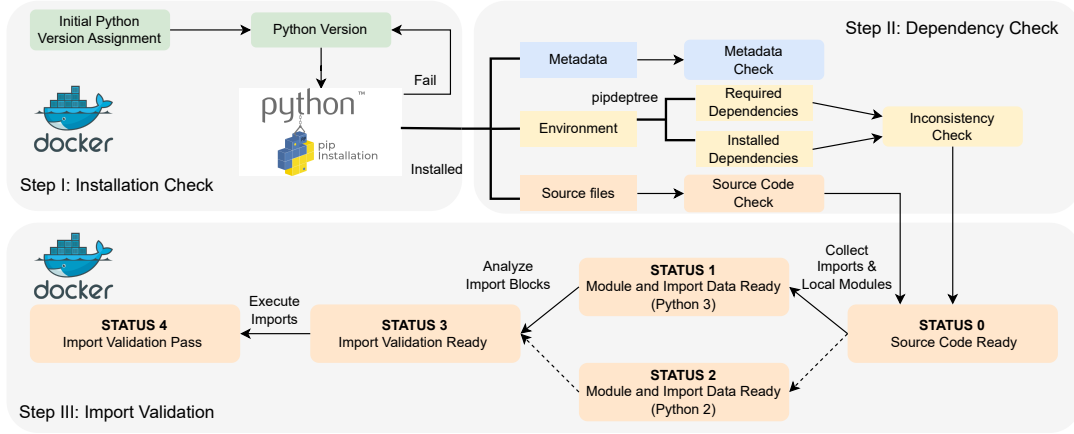 Initial Python
Version Assignment
Python Version
Fail
python™
pip
Installation
Installed
docker
Step I: Installation Check
Step II: Dependency Check
Metadata
Metadata
Check
pipdeptree
Environment
Required
Dependencies
Installed
Dependencies
Inconsistency
Check
Source files
Source Code
Check
docker
Collect
Imports &
Local Modules
Analyze
Import Blocks
Execute
Imports
STATUS 1
Module and Import Data Ready
(Python 3)
STATUS 4
Import Validation Pass
STATUS 3
Import Validation Ready
STATUS 0
Source Code Ready
STATUS 2
Module and Import Data Ready
(Python 2)
Step III: Import Validation